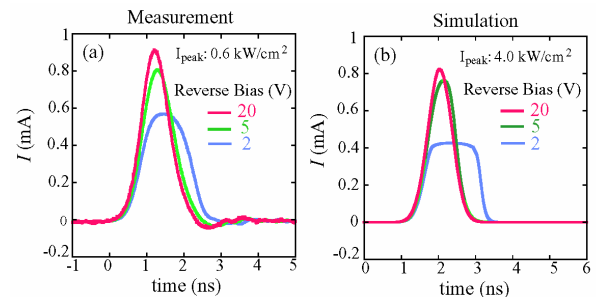 Measurement
(a)
I_peak: 0.6 kW/cm²
Reverse Bias (V)
20
5
2
I (mA)
1
0.8
0.6
0.4
0.2
0
-0.2
-1
0
1
2
3
4
5
time (ns)
Simulation
(b)
I_peak: 4.0 kW/cm²
Reverse Bias (V)
20
5
2
I (mA)
1
0.8
0.6
0.4
0.2
0
-0.2
0
1
2
3
4
5
6
time (ns)